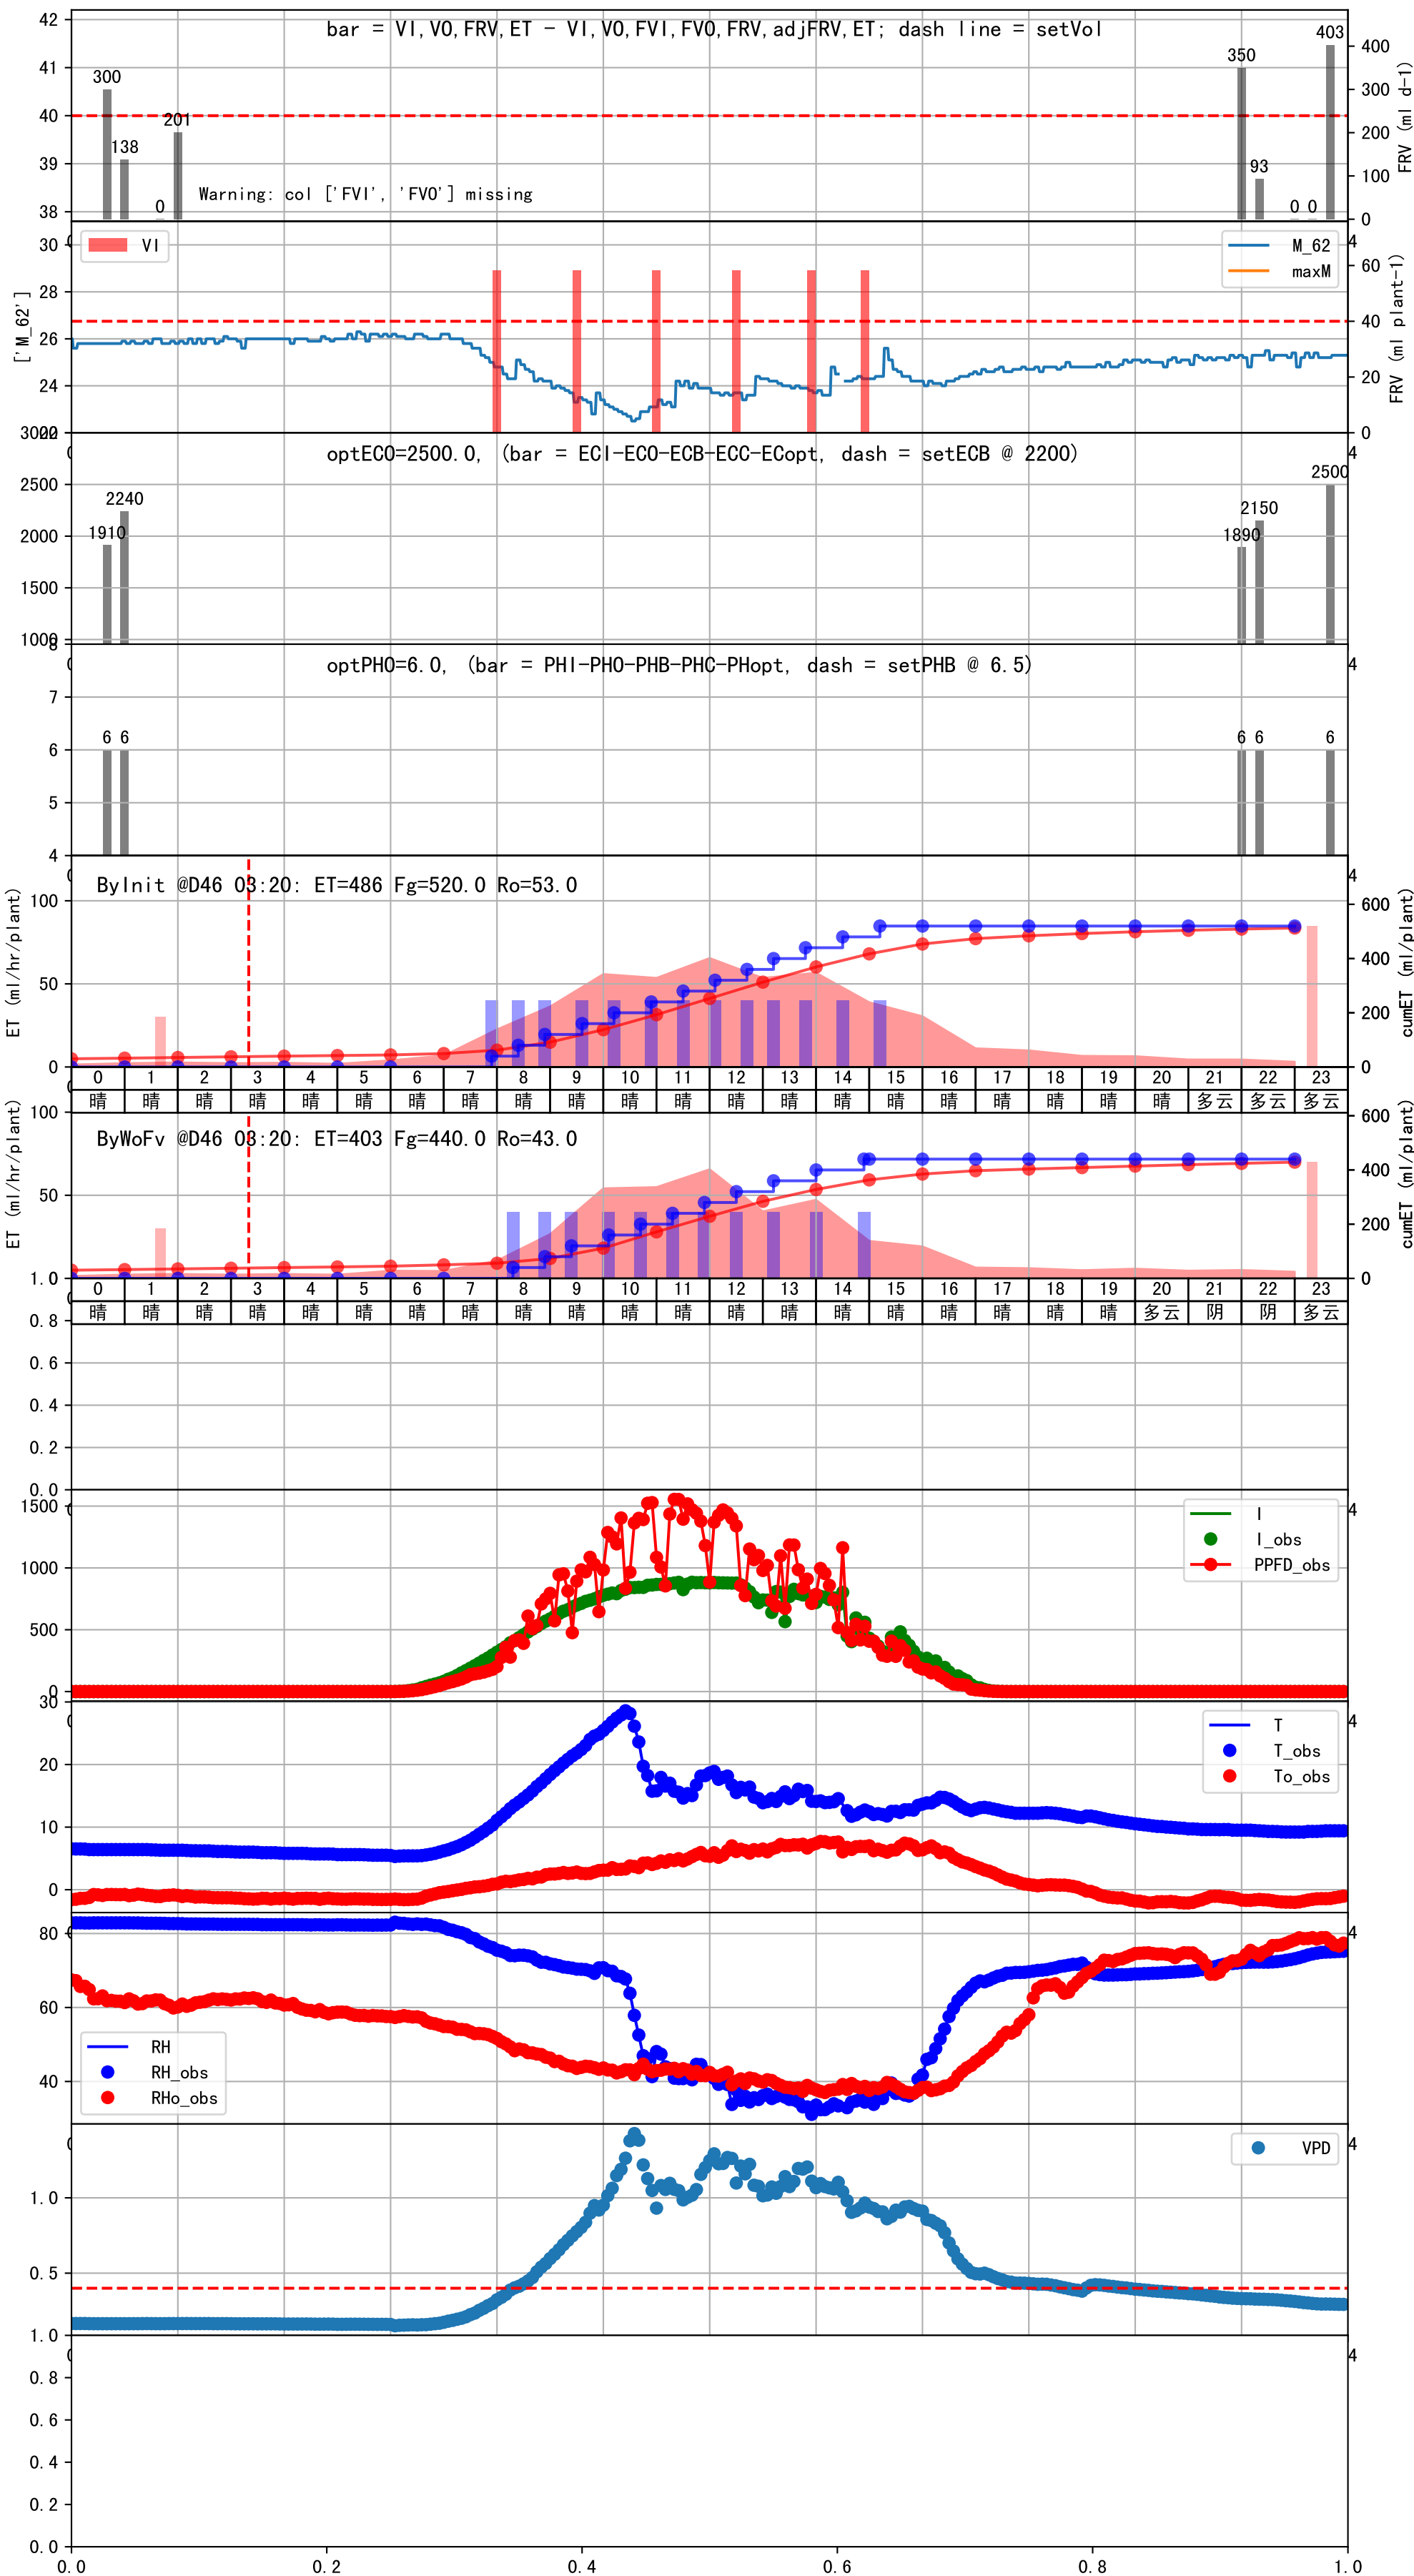 bar = VI,VO,FRV,ET - VI,VO,FVI,FVO,FRV,adjFRV,ET; dash line = setVol
42
41
40
39
38
300
138
0
201
350
93
0
0
403
400
300
200
100
0
FRV (ml d-1)
Warning: col ['FVI', 'FVO'] missing
VI
M_62
maxM
['M_62']
30
28
26
24
22
60
40
20
0
FRV (ml plant-1)
optECO=2500.0, (bar = ECI-ECO-ECB-ECC-ECopt, dash = setECB @ 2200)
3000
2500
2000
1500
1000
1910
2240
1890
2150
2500
optPHO=6.0, (bar = PHI-PHO-PHB-PHC-PHopt, dash = setPHB @ 6.5)
8
7
6
5
4
6
6
6
6
6
ByInit @D46 03:20: ET=486 Fg=520.0 Ro=53.0
ET (ml/hr/plant)
100
50
0
600
400
200
0
cumET (ml/plant)
0 1 2 3 4 5 6 7 8 9 10 11 12 13 14 15 16 17 18 19 20 21 22 23
晴 晴 晴 晴 晴 晴 晴 晴 晴 晴 晴 晴 晴 晴 晴 晴 晴 晴 晴 晴 晴 多云 多云 多云
ByWoFv @D46 03:20: ET=403 Fg=440.0 Ro=43.0
ET (ml/hr/plant)
100
50
0
600
400
200
0
cumET (ml/plant)
0 1 2 3 4 5 6 7 8 9 10 11 12 13 14 15 16 17 18 19 20 21 22 23
晴 晴 晴 晴 晴 晴 晴 晴 晴 晴 晴 晴 晴 晴 晴 晴 晴 晴 晴 晴 多云 阴 阴 多云
1.0
0.8
0.6
0.4
0.2
0.0
1500
1000
500
0
I
I_obs
PPFD_obs
30
20
10
0
T
T_obs
To_obs
80
60
40
RH
RH_obs
RHo_obs
1.0
0.5
VPD
1.0
0.8
0.6
0.4
0.2
0.0
0.0 0.2 0.4 0.6 0.8 1.0